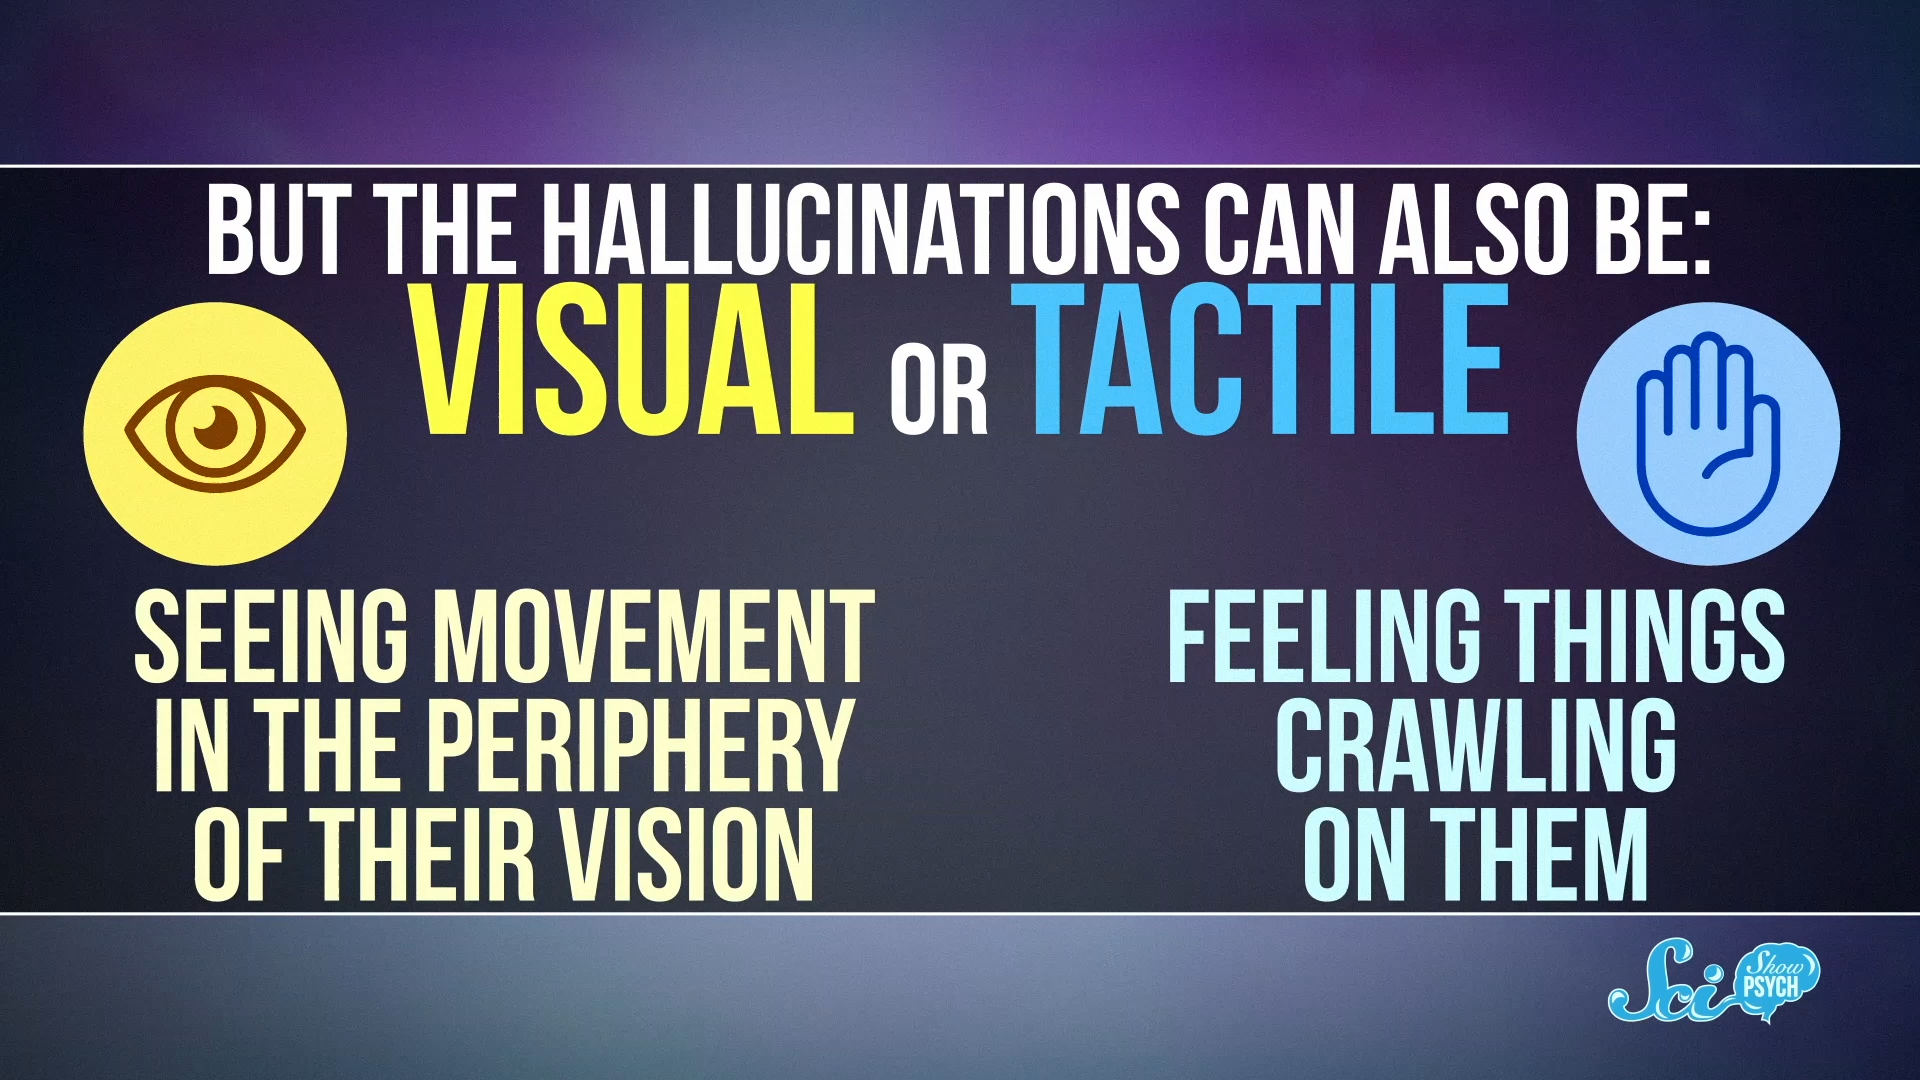 BUT THE HALLUCINATIONS CAN ALSO BE:
VISUAL OR TACTILE
SEEING MOVEMENT
IN THE PERIPHERY
OF THEIR VISION
FEELING THINGS
CRAWLING
ON THEM
Sci Show
PSYCH